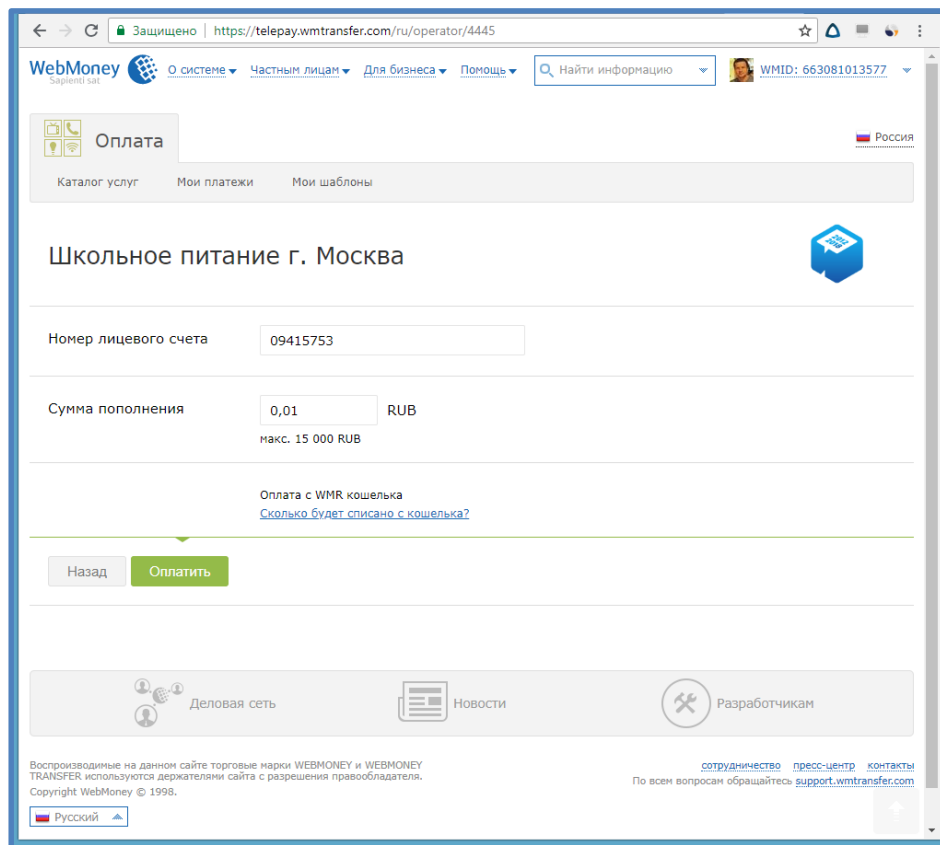 Защищено | https://telepay.wmtransfer.com/ru/operator/4445
WebMoney
Sapienti sat
О системе Частным лицам Для бизнеса Помощь Найти информацию WMID: 663081013577
Оплата
Россия
Каталог услуг Мои платежи Мои шаблоны
Школьное питание г. Москва
2012
2018
Номер лицевого счета 09415753
Сумма пополнения 0,01 RUB
макс. 15 000 RUB
Оплата с WMR кошелька
Сколько будет списано с кошелька?
Назад Оплатить
Деловая сеть Новости Разработчикам
Воспроизводимые на данном сайте торговые марки WEBMONEY и WEBMONEY
TRANSFER используются держателями сайта с разрешения правообладателя.
Copyright WebMoney © 1998.
сотрудничество пресс-центр контакты
По всем вопросам обращайтесь support.wmtransfer.com
Русский